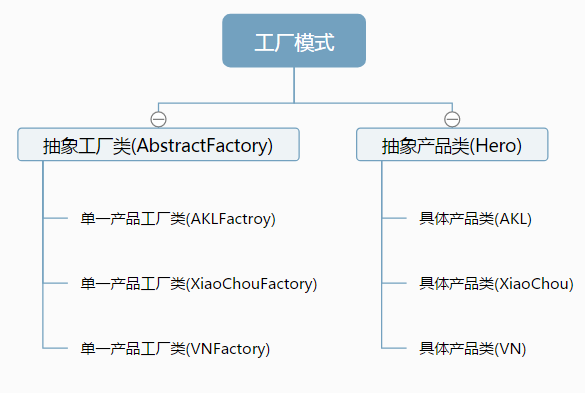 工厂模式
抽象工厂类(AbstractFactory)
抽象产品类(Hero)
单一产品工厂类(AKLFactroy)
具体产品类(AKL)
单一产品工厂类(XiaoChouFactory)
具体产品类(XiaoChou)
单一产品工厂类(VNFactory)
具体产品类(VN)